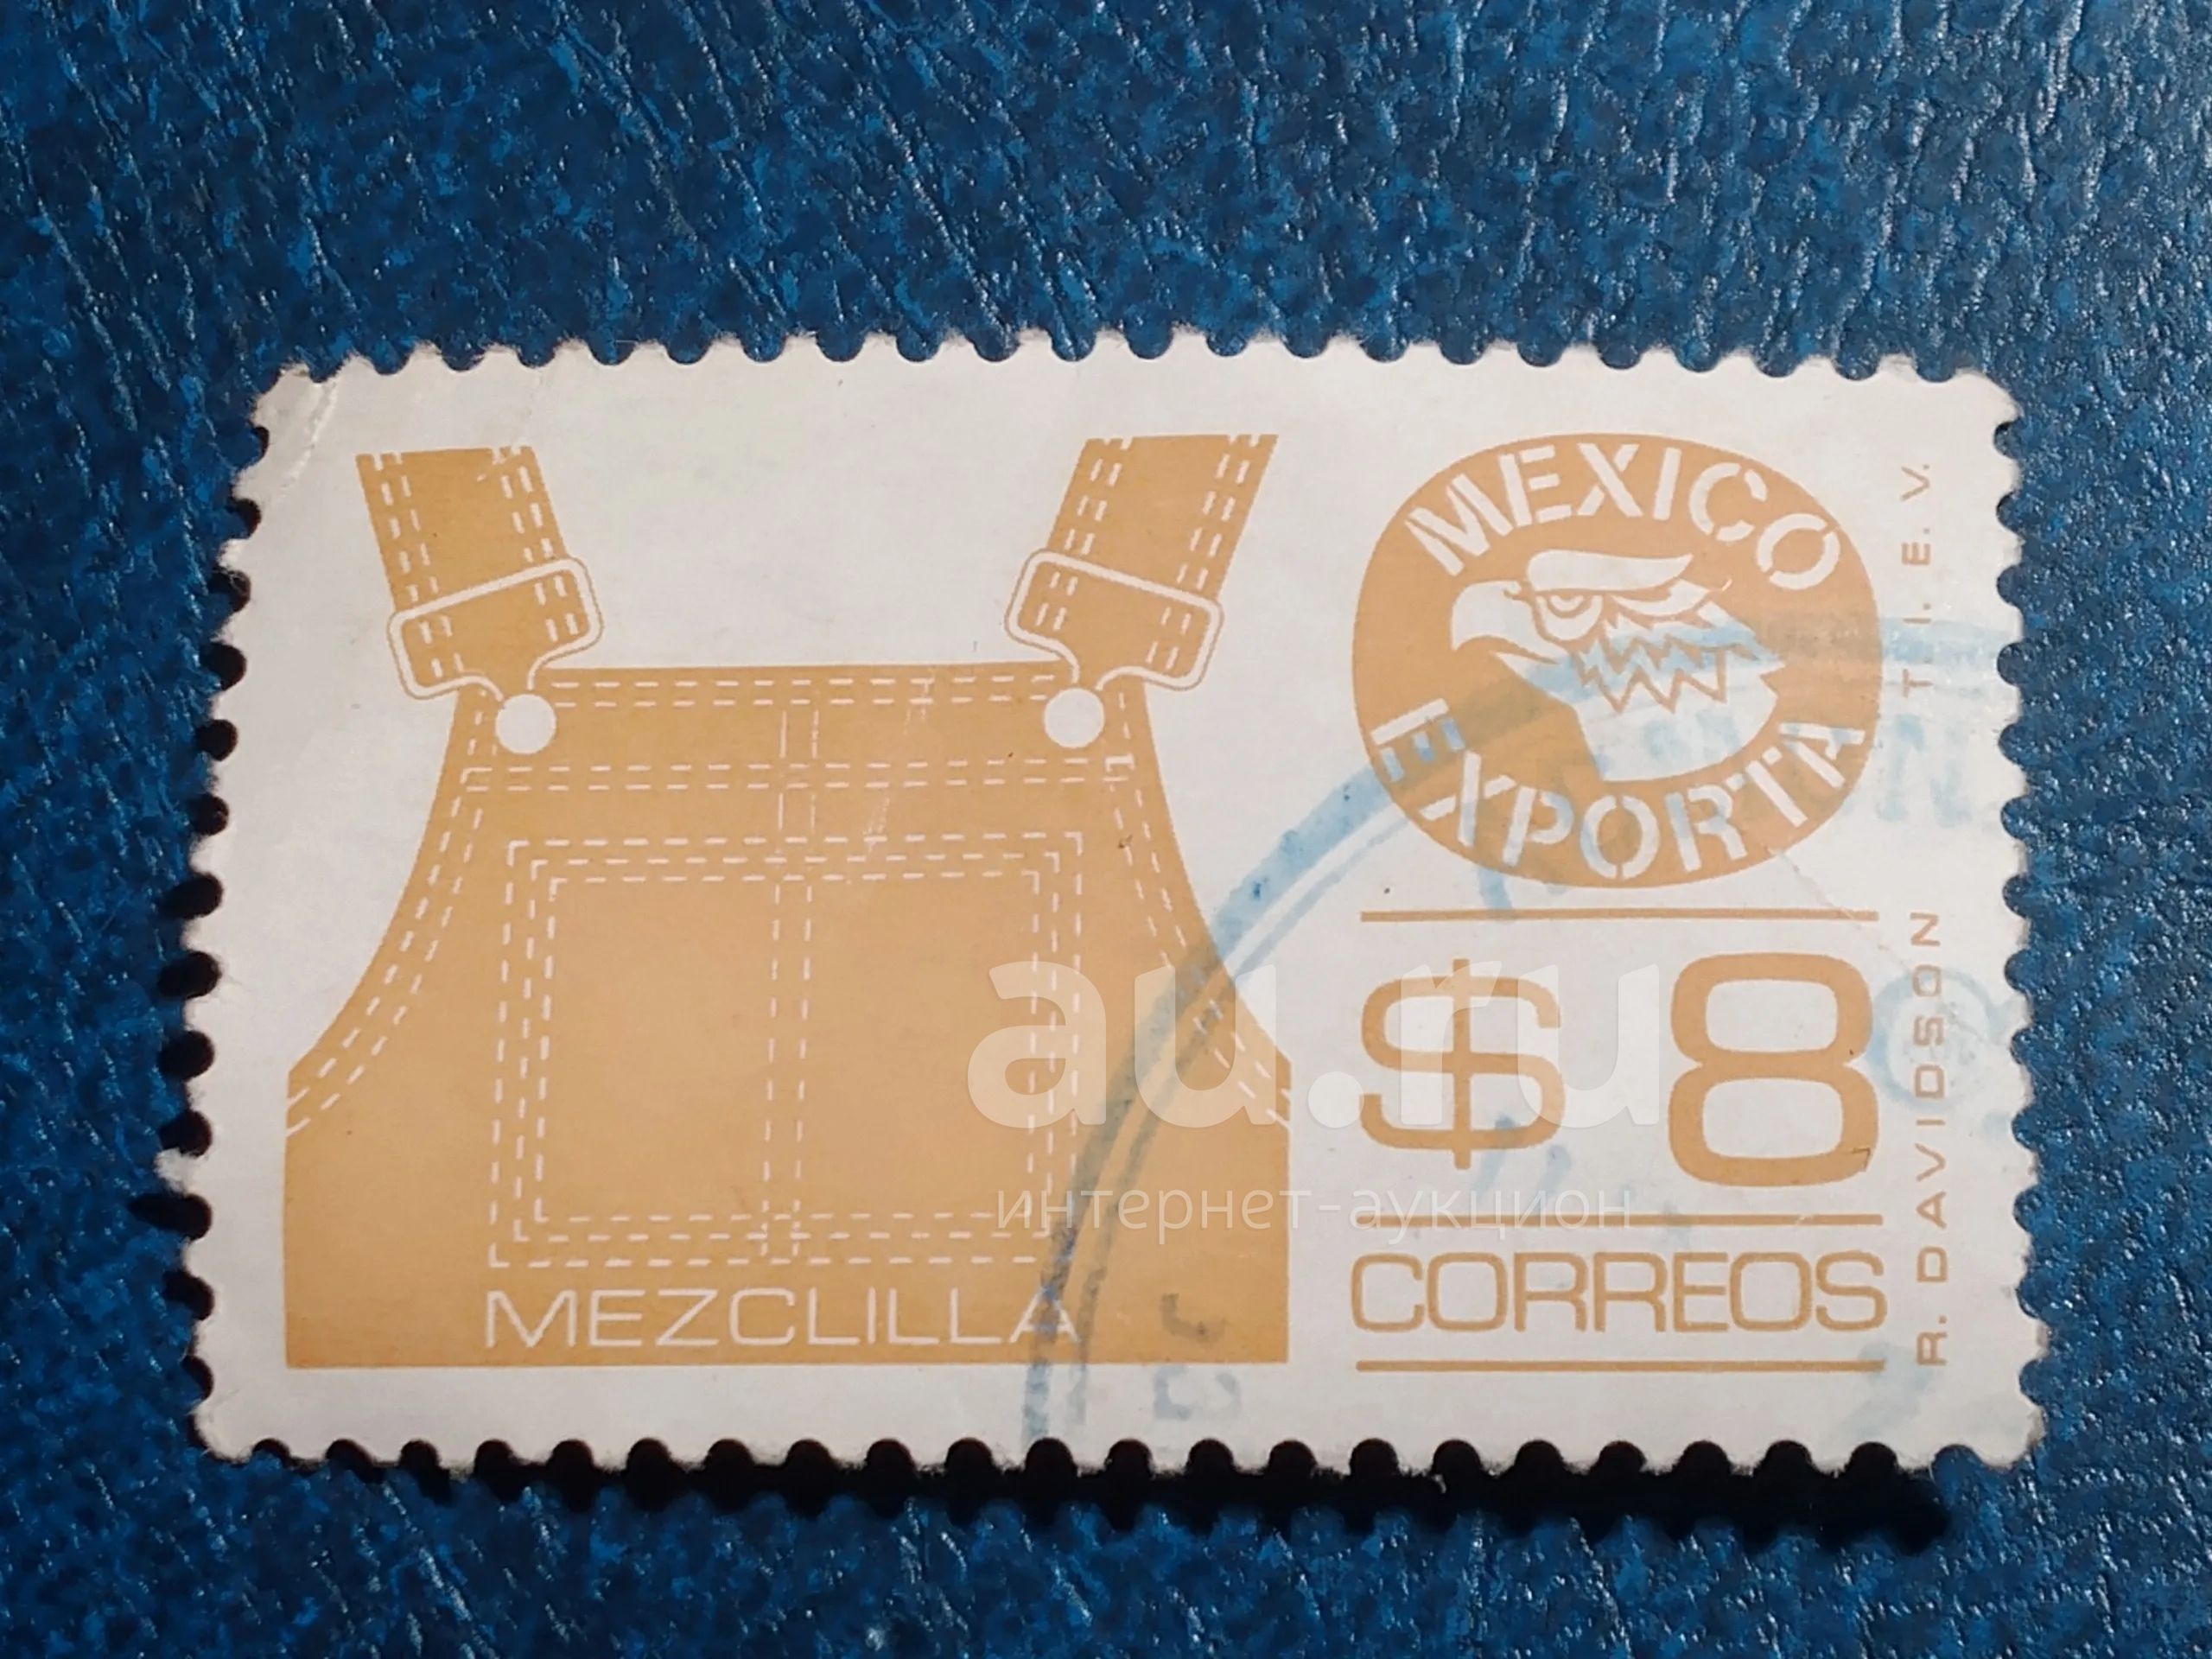 MEXICO
EXPORTA
$8
CORREOS
MEZCLILLA
T.I.E.V.
R. DAVIDSON
au.ru
интернет-аукцион